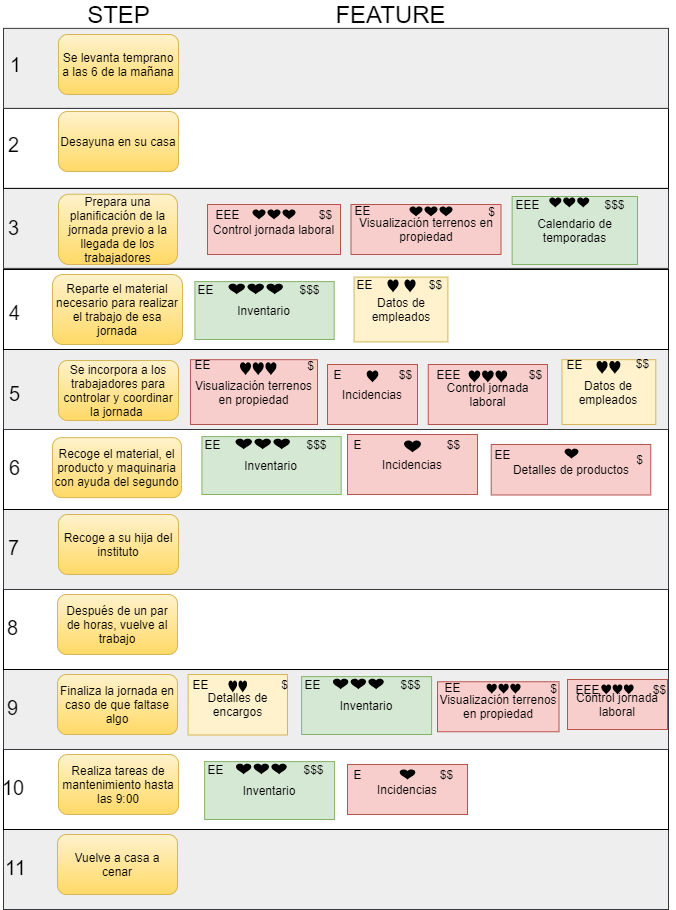 STEP FEATURE
1
Se levanta temprano
a las 6 de la mañana
2
Desayuna en su casa
3
Prepara una
planificación de la
jornada previo a la
llegada de los
trabajadores
EEE $$
Control jornada laboral
EE $
Visualización terrenos en
propiedad
EEE $$$
Calendario de
temporadas
4
Reparte el material
necesario para realizar
el trabajo de esa
jornada
EE $$$
Inventario
EE $$
Datos de
empleados
5
Se incorpora a los
trabajadores para
controlar y coordinar
la jornada
EE $
Visualización terrenos
en propiedad
E $$
Incidencias
EEE $$
Control jornada
laboral
EE $$
Datos de
empleados
6
Recoge el material, el
producto y maquinaria
con ayuda del segundo
EE $$$
Inventario
E $$
Incidencias
EE $
Detalles de productos
7
Recoge a su hija del
instituto
8
Después de un par
de horas, vuelve al
trabajo
9
Finaliza la jornada en
caso de que faltase
algo
EE $
Detalles de
encargos
EE $$$
Inventario
EE $
Visualización terrenos
en propiedad
EEE $$
Control jornada
laboral
10
Realiza tareas de
mantenimiento hasta
las 9:00
EE $$$
Inventario
E $$
Incidencias
11
Vuelve a casa a
cenar